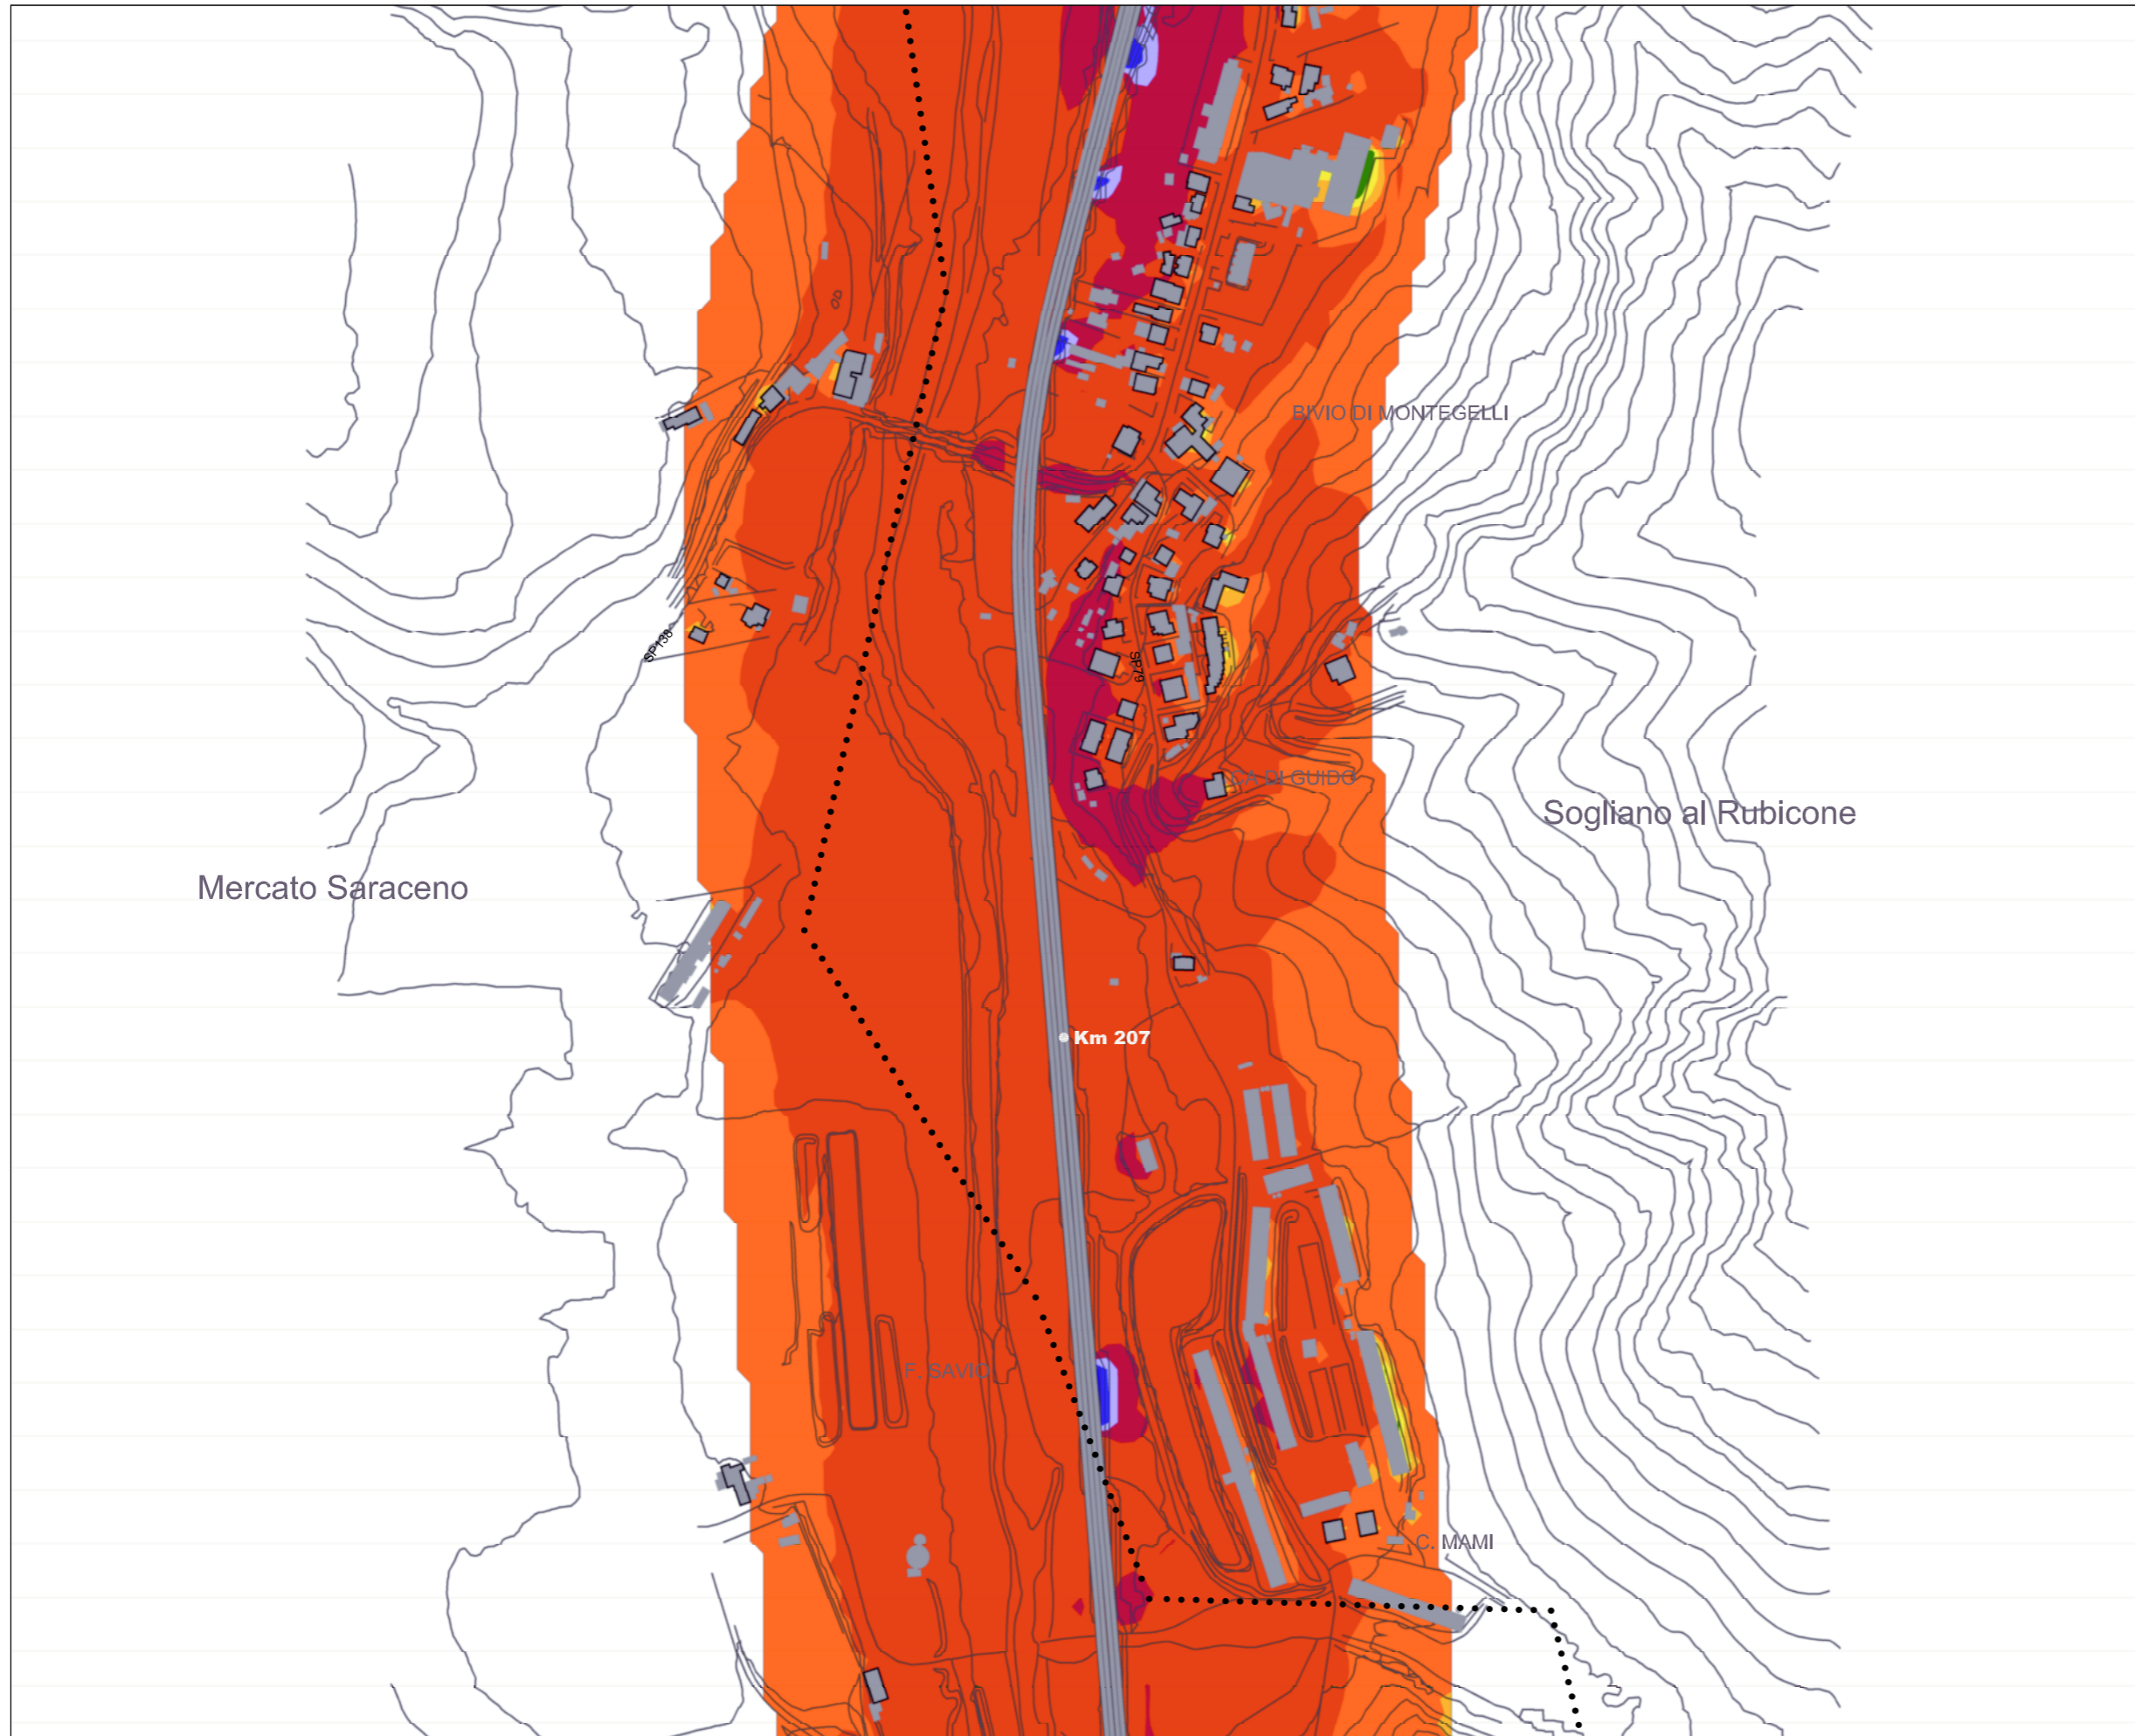 BIVIO DI MONTEGELLI
SP138
SP79
CA DI GUIDO
Sogliano al Rubicone
Mercato Saraceno
Km 207
F. SAVIO
C. MAMI